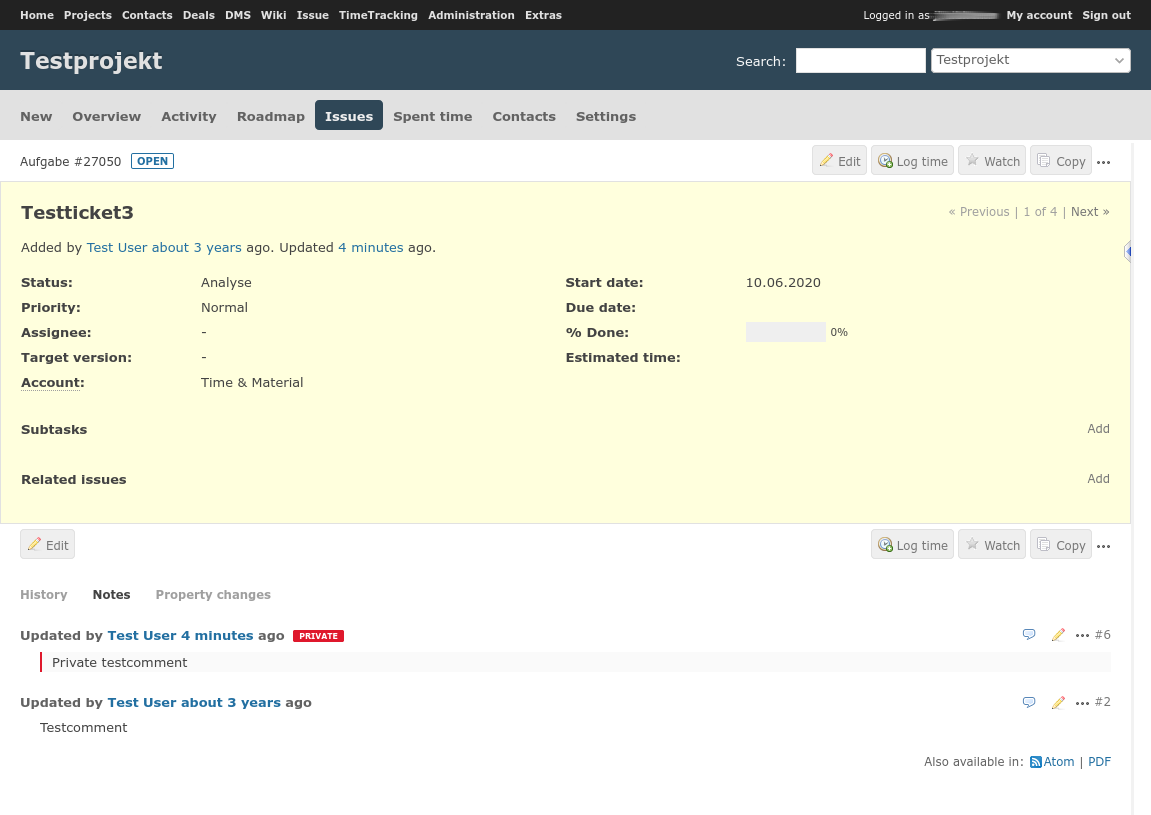 Home Projects Contacts Deals DMS Wiki Issue TimeTracking Administration Extras Logged in as My account Sign out
Testprojekt Search: Testprojekt
New Overview Activity Roadmap Issues Spent time Contacts Settings
Aufgabe #27050 OPEN Edit Log time Watch Copy •••
Testticket3 « Previous | 1 of 4 | Next »
Added by Test User about 3 years ago. Updated 4 minutes ago.
Status: Analyse Start date: 10.06.2020
Priority: Normal Due date:
Assignee: - % Done: 0%
Target version: - Estimated time:
Account: Time & Material
Subtasks Add
Related issues Add
Edit Log time Watch Copy •••
History Notes Property changes
Updated by Test User 4 minutes ago PRIVATE ••• #6
Private testcomment
Updated by Test User about 3 years ago ••• #2
Testcomment
Also available in: Atom | PDF